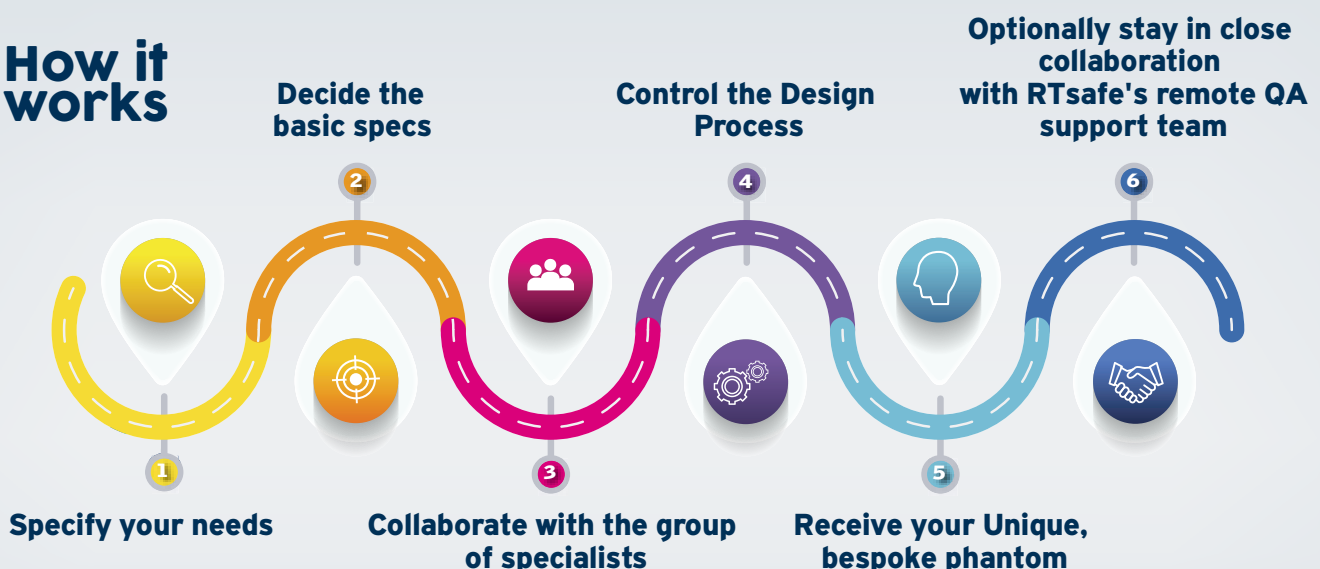 How it
works
1
Specify your needs
2
Decide the
basic specs
3
Collaborate with the group
of specialists
4
Control the Design
Process
5
Receive your Unique,
bespoke phantom
6
Optionally stay in close
collaboration
with RTsafe's remote QA
support team